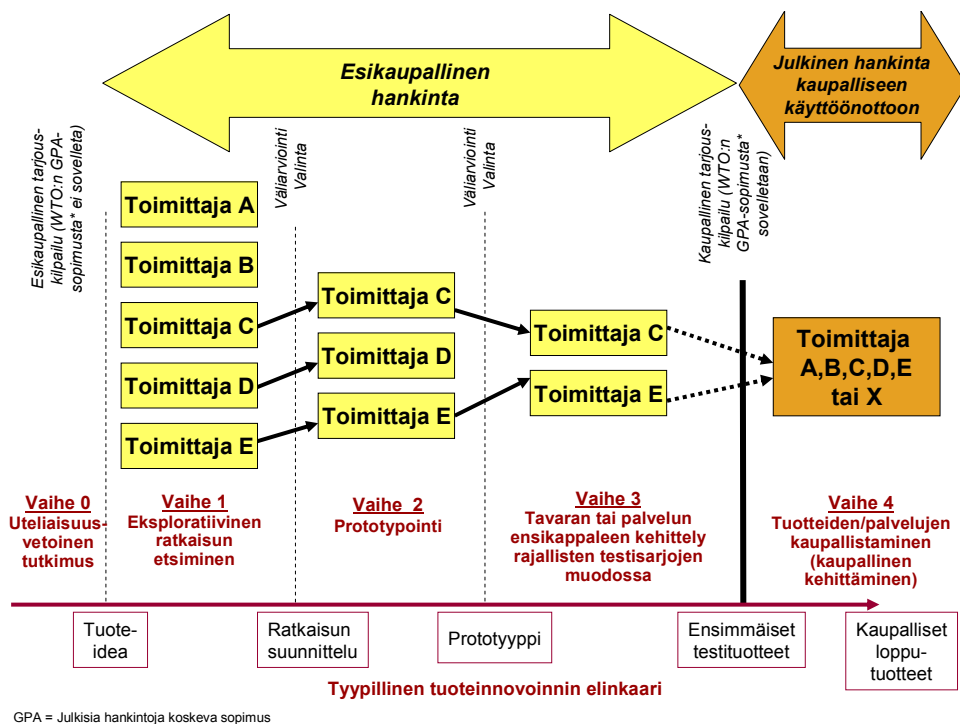 Esikaupallinen
hankinta
Julkinen hankinta
kaupalliseen
käyttöönottoon
Esikaupallinen tarjous-
kilpailu (WTO:n GPA-
sopimusta* ei sovelleta)
Väliarviointi
Valinta
Väliarviointi
Valinta
Kaupallinen tarjous-
kilpailu (WTO:n
GPA-sopimusta*
sovelletaan)
Toimittaja A
Toimittaja B
Toimittaja C
Toimittaja D
Toimittaja E
Toimittaja C
Toimittaja D
Toimittaja E
Toimittaja C
Toimittaja E
Toimittaja
A,B,C,D,E
tai X
Vaihe 0
Uteliaisuus-
vetoinen
tutkimus
Vaihe 1
Eksploratiivinen
ratkaisun
etsiminen
Vaihe 2
Prototypointi
Vaihe 3
Tavaran tai palvelun
ensikappaleen kehittely
rajallisten testisarjojen
muodossa
Vaihe 4
Tuotteiden/palvelujen
kaupallistaminen
(kaupallinen
kehittäminen)
Tuote-
idea
Ratkaisun
suunnittelu
Prototyyppi
Ensimmäiset
testituotteet
Kaupalliset
loppu-
tuotteet
Tyypillinen tuoteinnovoinnin elinkaari
GPA = Julkisia hankintoja koskeva sopimus